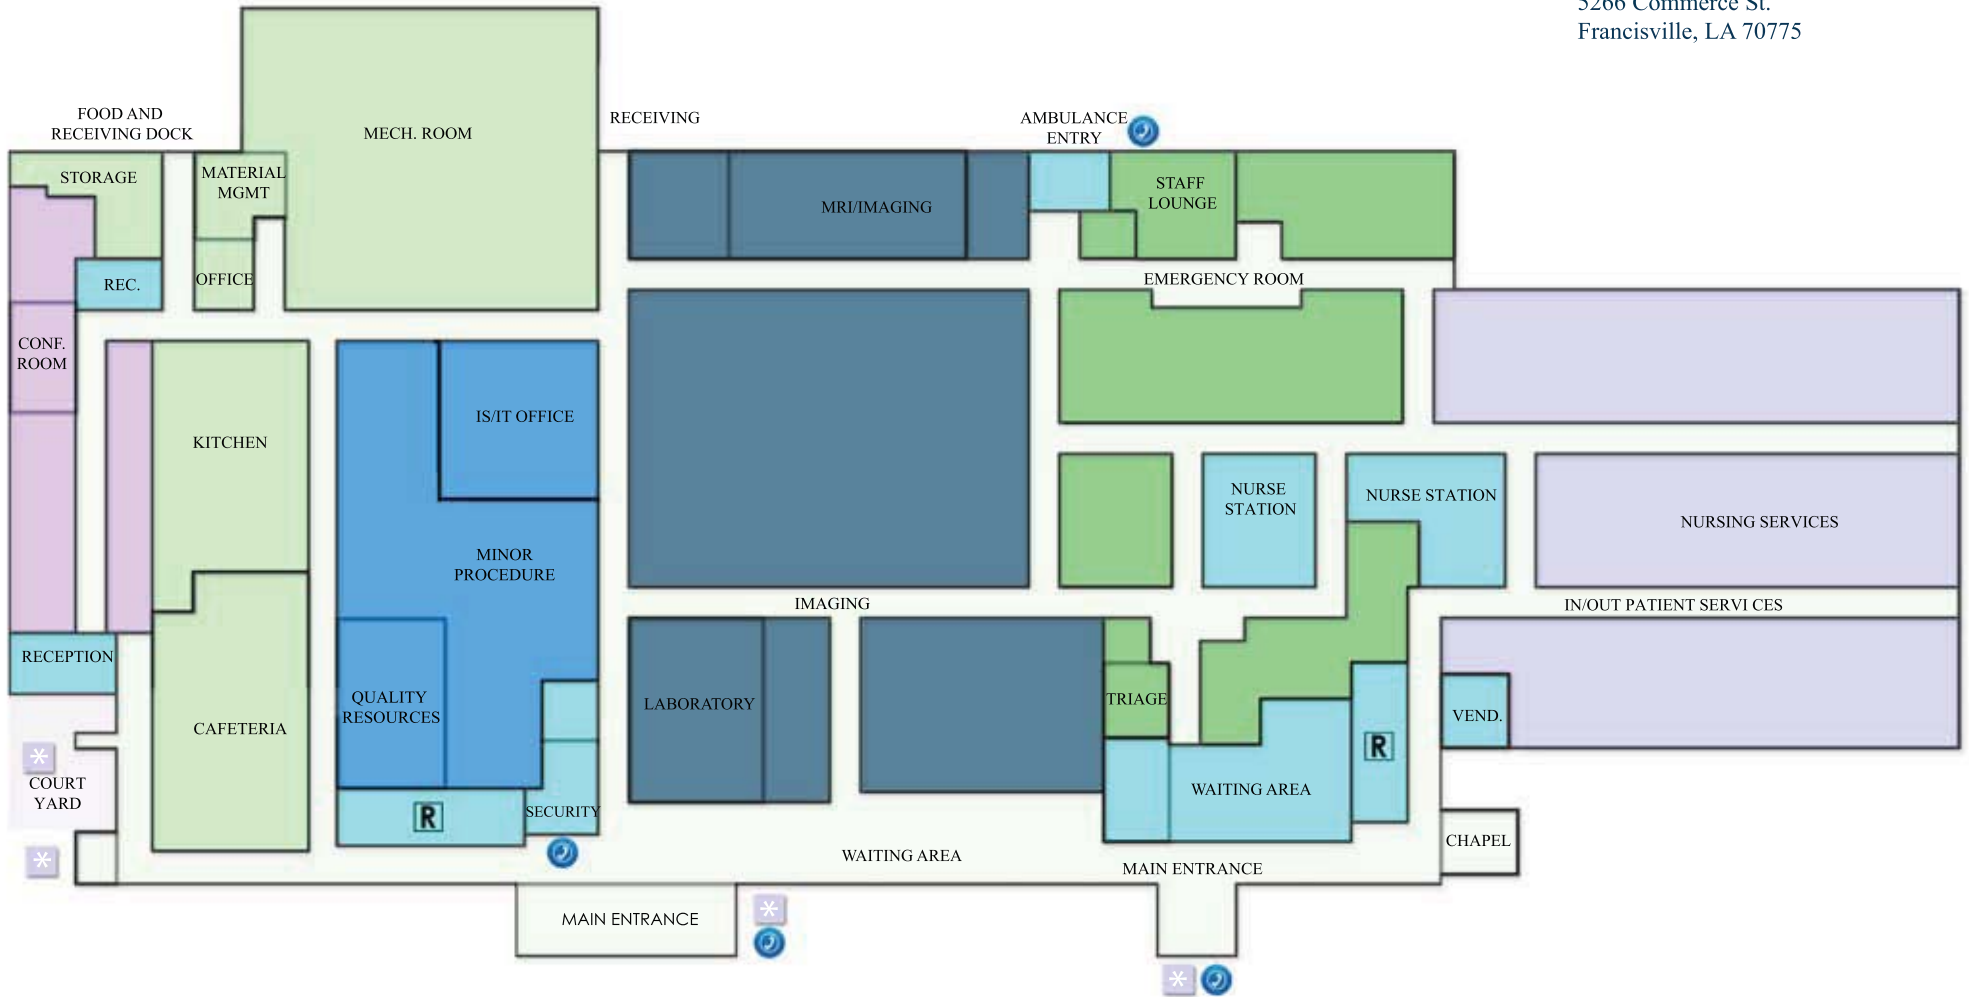 5266 Commerce St.
Francisville, LA 70775
FOOD AND
RECEIVING DOCK
MECH. ROOM
RECEIVING
AMBULANCE
ENTRY
STORAGE
MATERIAL
MGMT
MRI/IMAGING
STAFF
LOUNGE
REC.
OFFICE
EMERGENCY ROOM
CONF.
ROOM
KITCHEN
IS/IT OFFICE
NURSE
STATION
NURSE STATION
NURSING SERVICES
MINOR
PROCEDURE
IMAGING
IN/OUT PATIENT SERVI CES
RECEPTION
QUALITY
RESOURCES
LABORATORY
TRIAGE
VEND.
CAFETERIA
R
COURT
YARD
WAITING AREA
R
SECURITY
CHAPEL
WAITING AREA
MAIN ENTRANCE
MAIN ENTRANCE